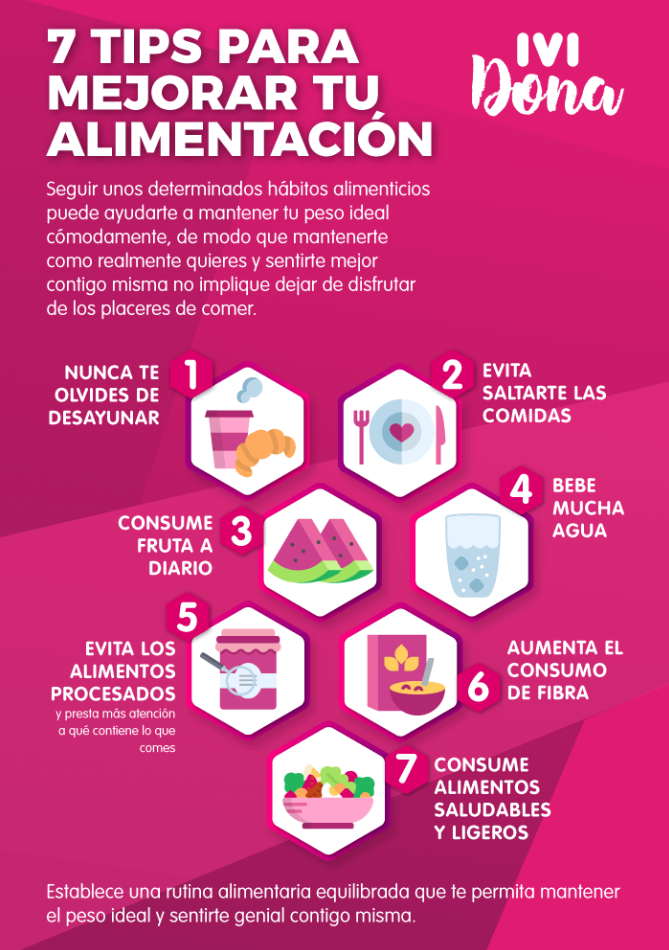 7 TIPS PARA
MEJORAR TU
ALIMENTACIÓN
IVI
Dona
Seguir unos determinados hábitos alimenticios
puede ayudarte a mantener tu peso ideal
cómodamente, de modo que mantenerte
como realmente quieres y sentirte mejor
contigo misma no implique dejar de disfrutar
de los placeres de comer.
1
NUNCA TE
OLVIDES DE
DESAYUNAR
2
EVITA
SALTARTE LAS
COMIDAS
3
CONSUME
FRUTA A
DIARIO
4
BEBE
MUCHA
AGUA
5
EVITA LOS
ALIMENTOS
PROCESADOS
y presta más atención
a qué contiene lo que
comes
6
AUMENTA EL
CONSUMO
DE FIBRA
7
CONSUME
ALIMENTOS
SALUDABLES
Y LIGEROS
Establece una rutina alimentaria equilibrada que te permita mantener
el peso ideal y sentirte genial contigo misma.